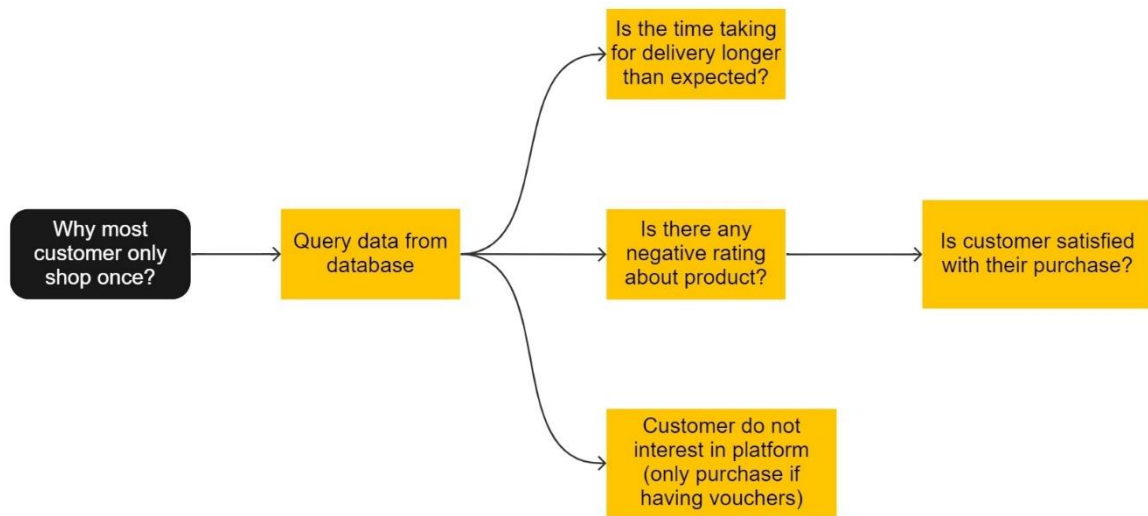 Why most
customer only
shop once?
Query data from
database
Is the time taking
for delivery longer
than expected?
Is there any
negative rating
about product?
Is customer satisfied
with their purchase?
Customer do not
interest in platform
(only purchase if
having vouchers)